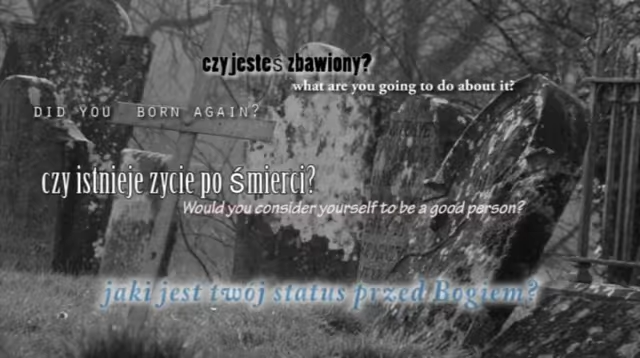 czy jesteś zbawiony?
what are you going to do about it?
DID YOU BORN AGAIN?
czy istnieje zycie po śmierci?
Would you consider yourself to be a good person?
jaki jest twój status przed Bogiem?